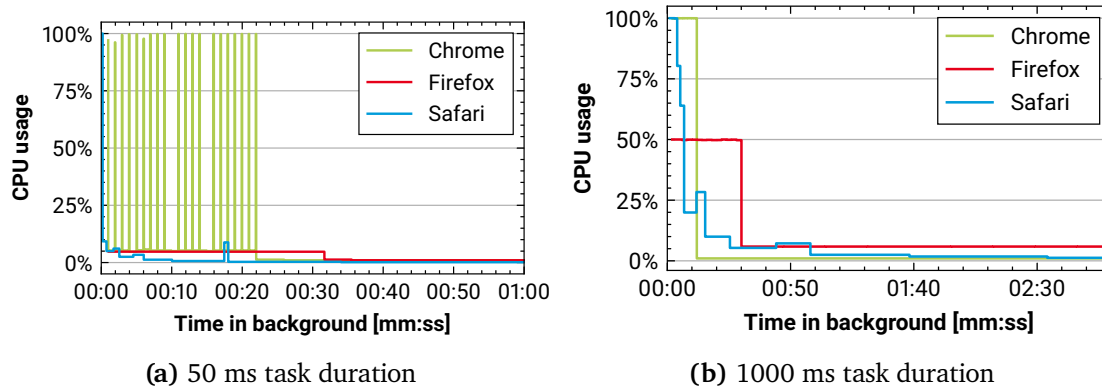 100%
75%
50%
25%
0%
CPU usage
Chrome
Firefox
Safari
00:00 00:10 00:20 00:30 00:40 00:50 01:00
Time in background [mm:ss]
(a) 50 ms task duration
100%
75%
50%
25%
0%
CPU usage
Chrome
Firefox
Safari
00:00 00:50 01:40 02:30
Time in background [mm:ss]
(b) 1000 ms task duration